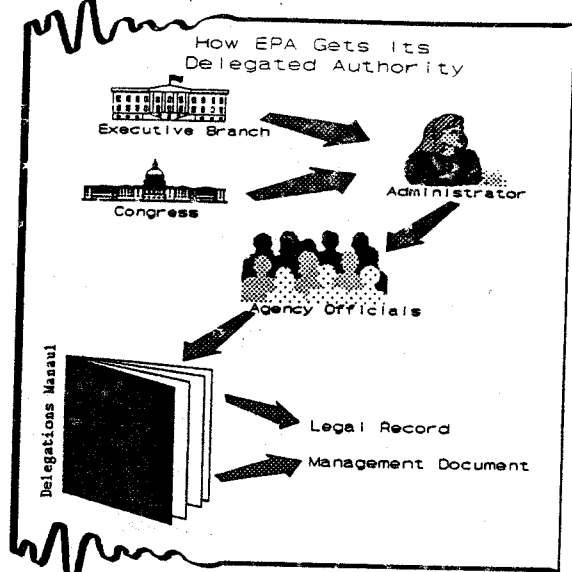 How EPA Gets Its
Delegated Authority
Executive Branch
Congress
Administrator
Agency Officials
Delegations Manaul
Legal Record
Management Document